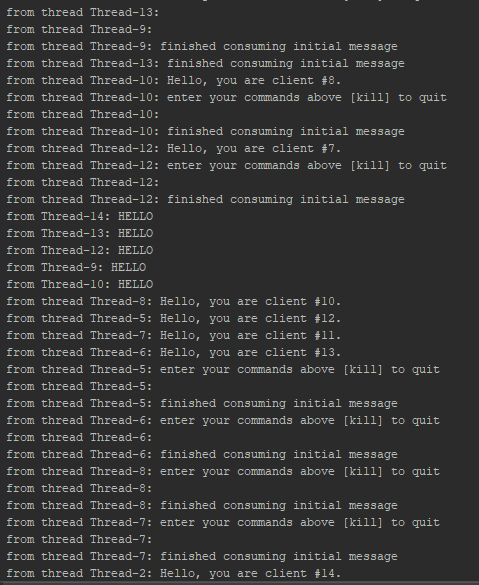 from thread Thread-13:
from thread Thread-9:
from thread Thread-9: finished consuming initial message
from thread Thread-13: finished consuming initial message
from thread Thread-10: Hello, you are client #8.
from thread Thread-10: enter your commands above [kill] to quit
from thread Thread-10:
from thread Thread-10: finished consuming initial message
from thread Thread-12: Hello, you are client #7.
from thread Thread-12: enter your commands above [kill] to quit
from thread Thread-12:
from thread Thread-12: finished consuming initial message
from Thread-14: HELLO
from Thread-13: HELLO
from Thread-12: HELLO
from Thread-9: HELLO
from Thread-10: HELLO
from thread Thread-8: Hello, you are client #10.
from thread Thread-5: Hello, you are client #12.
from thread Thread-7: Hello, you are client #11.
from thread Thread-6: Hello, you are client #13.
from thread Thread-5: enter your commands above [kill] to quit
from thread Thread-5:
from thread Thread-5: finished consuming initial message
from thread Thread-6: enter your commands above [kill] to quit
from thread Thread-6:
from thread Thread-6: finished consuming initial message
from thread Thread-8: enter your commands above [kill] to quit
from thread Thread-8:
from thread Thread-8: finished consuming initial message
from thread Thread-7: enter your commands above [kill] to quit
from thread Thread-7:
from thread Thread-7: finished consuming initial message
from thread Thread-2: Hello, you are client #14.